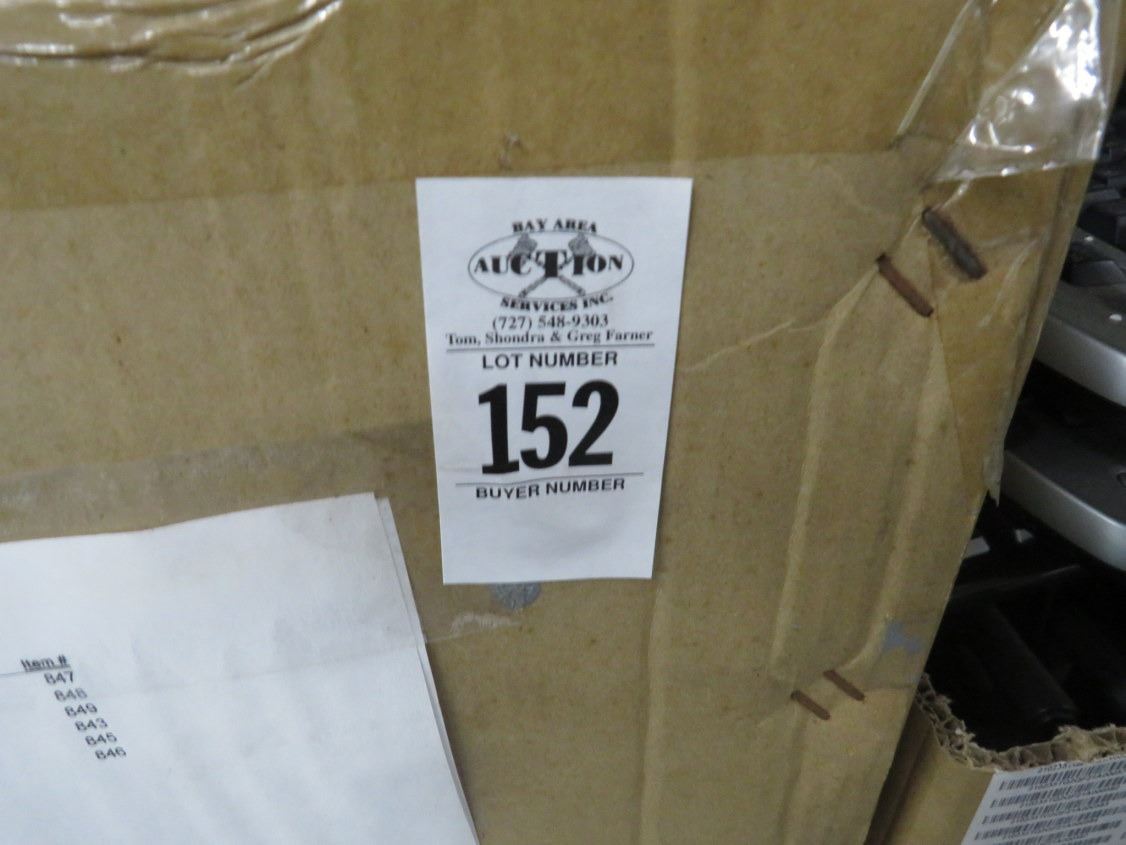 BAY AREA
AUCTION
SERVICES INC.
(727) 548-9303
Tom, Shondra & Greg Farner
LOT NUMBER
152
BUYER NUMBER
Item #
847
848
849
843
845
846